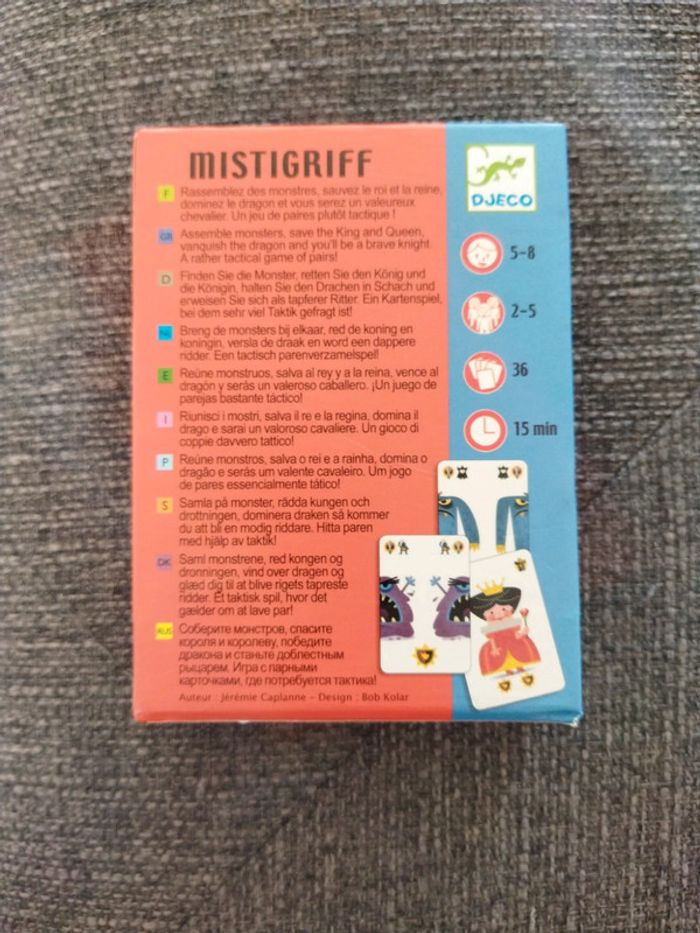 MISTIGRIFF
F
Rassemblez des monstres, sauvez le roi et la reine,
dominez le dragon et vous serez un valeureux
chevalier. Un jeu de paires plutôt tactique !
GB
Assemble monsters, save the King and Queen,
vanquish the dragon and you'll be a brave knight.
A rather tactical game of pairs!
D
Finden Sie die Monster, retten Sie den König und
die Königin, halten Sie den Drachen in Schach und
erweisen Sie sich als tapferer Ritter. Ein Kartenspiel,
bei dem sehr viel Taktik gefragt ist!
NL
Breng de monsters bij elkaar, red de koning en
koningin, versla de draak en word een dappere
ridder. Een tactisch parenverzamelspel!
E
Reúne monstruos, salva al rey y a la reina, vence al
dragón y serás un valeroso caballero. ¡Un juego de
parejas bastante táctico!
I
Riunisci i mostri, salva il re e la regina, domina il
drago e sarai un valoroso cavaliere. Un gioco di
coppie davvero tattico!
P
Reúne monstros, salva o rei e a rainha, domina o
dragão e serás um valente cavaleiro. Um jogo
de pares essencialmente tático!
S
Samla på monster, rädda kungen och
drottningen, dominera draken så kommer
du att bli en modig riddare. Hitta paren
med hjälp av taktik!
DK
Saml monstrene, red kongen og
dronningen, vind over dragen og
glæd dig til at blive rigets tapreste
ridder. Et taktisk spil, hvor det
gælder om at lave par!
RUS
Соберите монстров, спасите
короля и королеву, победите
дракона и станьте доблестным
рыцарем. Игра с парными
карточками, где потребуется тактика!
Auteur : Jérémie Caplanne - Design : Bob Kolar
DJECO
5-8
2-5
36
15 min